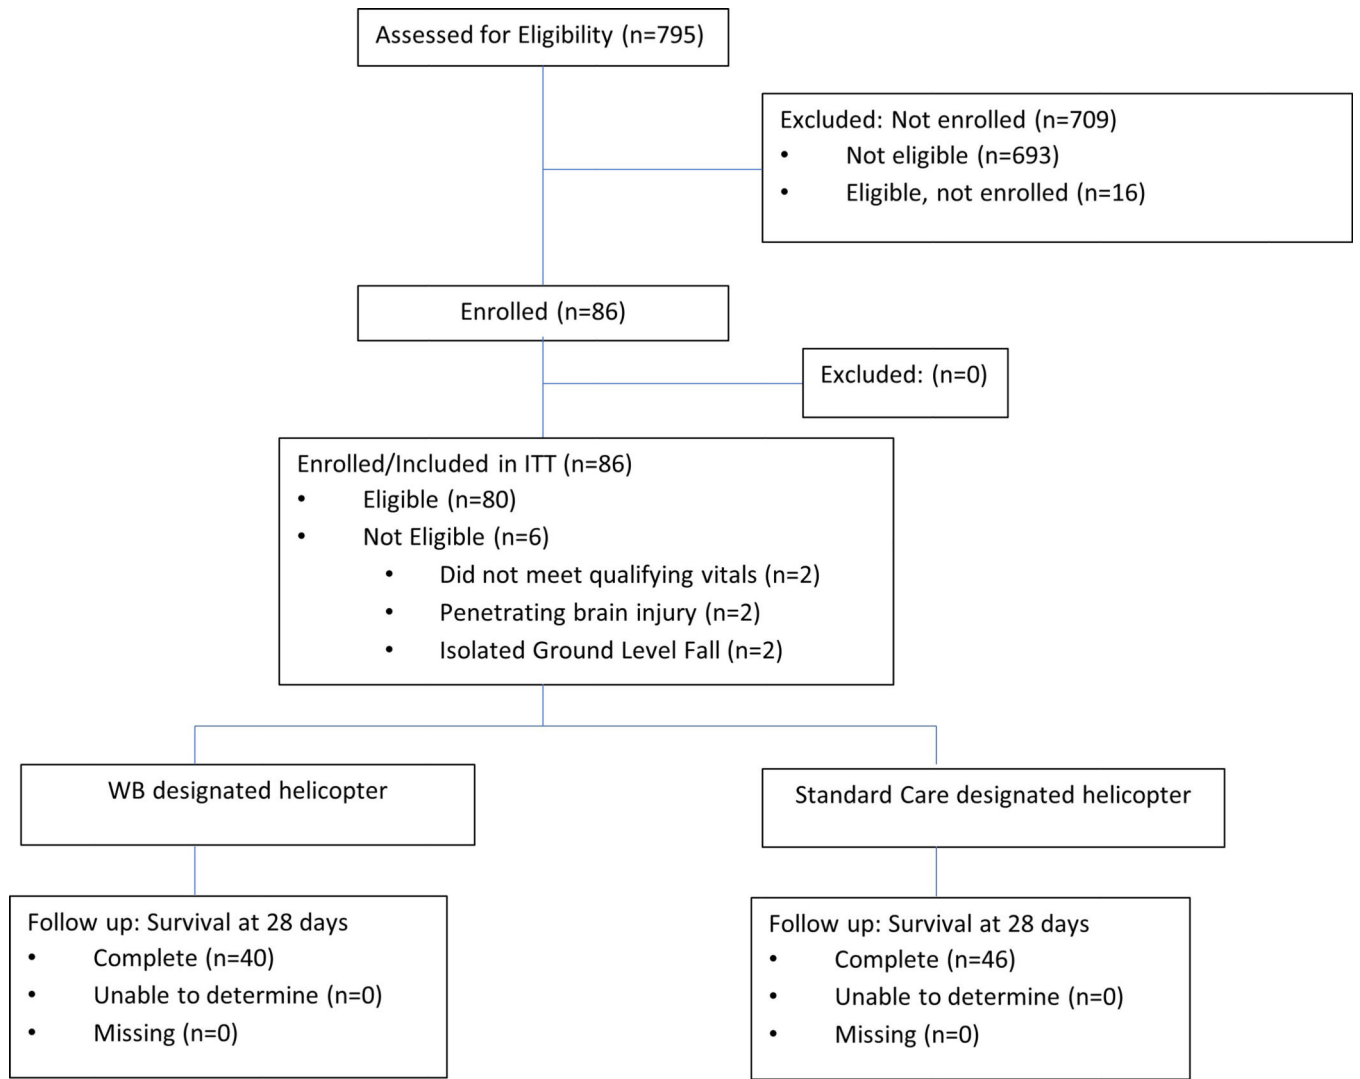 Assessed for Eligibility (n=795)
Excluded: Not enrolled (n=709)
• Not eligible (n=693)
• Eligible, not enrolled (n=16)
Enrolled (n=86)
Excluded: (n=0)
Enrolled/Included in ITT (n=86)
• Eligible (n=80)
• Not Eligible (n=6)
• Did not meet qualifying vitals (n=2)
• Penetrating brain injury (n=2)
• Isolated Ground Level Fall (n=2)
WB designated helicopter
Standard Care designated helicopter
Follow up: Survival at 28 days
• Complete (n=40)
• Unable to determine (n=0)
• Missing (n=0)
Follow up: Survival at 28 days
• Complete (n=46)
• Unable to determine (n=0)
• Missing (n=0)